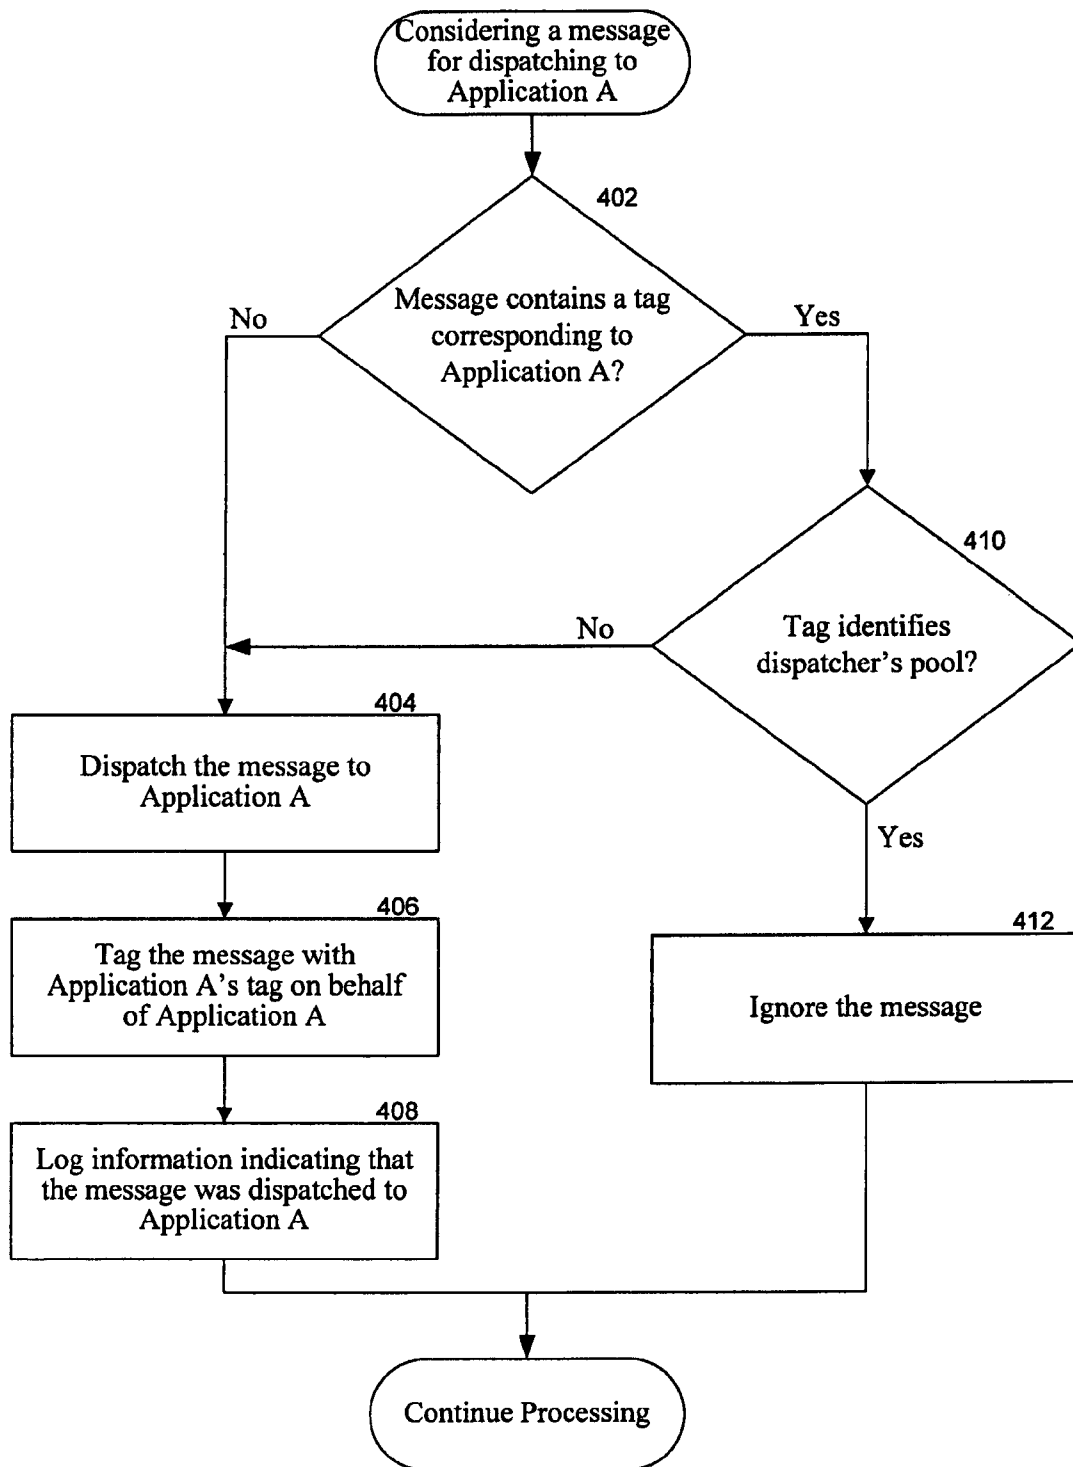 Considering a message
for dispatching to
Application A
402
Message contains a tag
corresponding to
Application A?
No
Yes
410
Tag identifies
dispatcher's pool?
No
Yes
404
Dispatch the message to
Application A
406
Tag the message with
Application A's tag on behalf
of Application A
412
Ignore the message
408
Log information indicating that
the message was dispatched to
Application A
Continue Processing